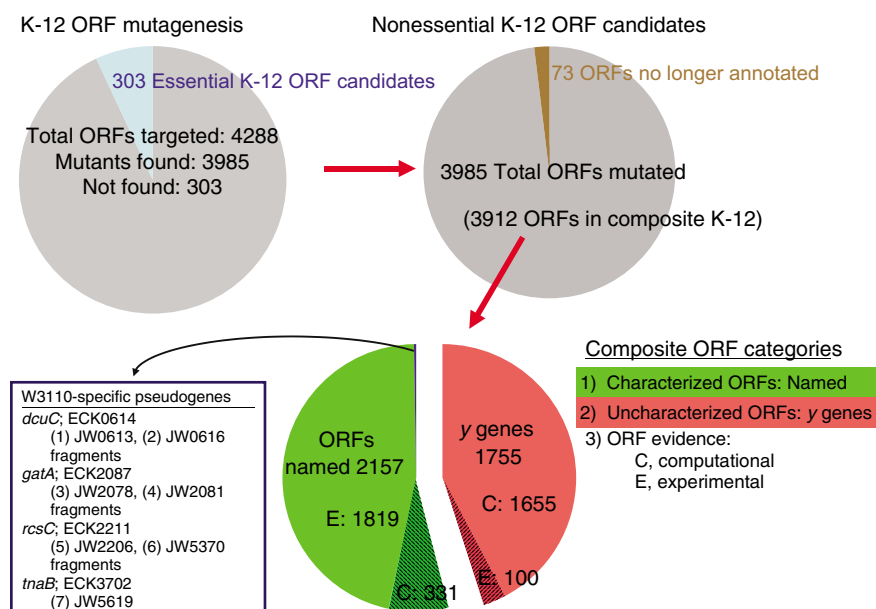 K-12 ORF mutagenesis
303 Essential K-12 ORF candidates
Total ORFs targeted: 4288
Mutants found: 3985
Not found: 303
Nonessential K-12 ORF candidates
73 ORFs no longer annotated
3985 Total ORFs mutated
(3912 ORFs in composite K-12)
W3110-specific pseudogenes
dcuC; ECK0614
(1) JW0613, (2) JW0616
fragments
gatA; ECK2087
(3) JW2078, (4) JW2081
fragments
rcsC; ECK2211
(5) JW2206, (6) JW5370
fragments
tnaB; ECK3702
(7) JW5619
ORFs
named 2157
E: 1819
C: 331
y genes
1755
C: 1655
E: 100
Composite ORF categories
1) Characterized ORFs: Named
2) Uncharacterized ORFs: y genes
3) ORF evidence:
C, computational
E, experimental